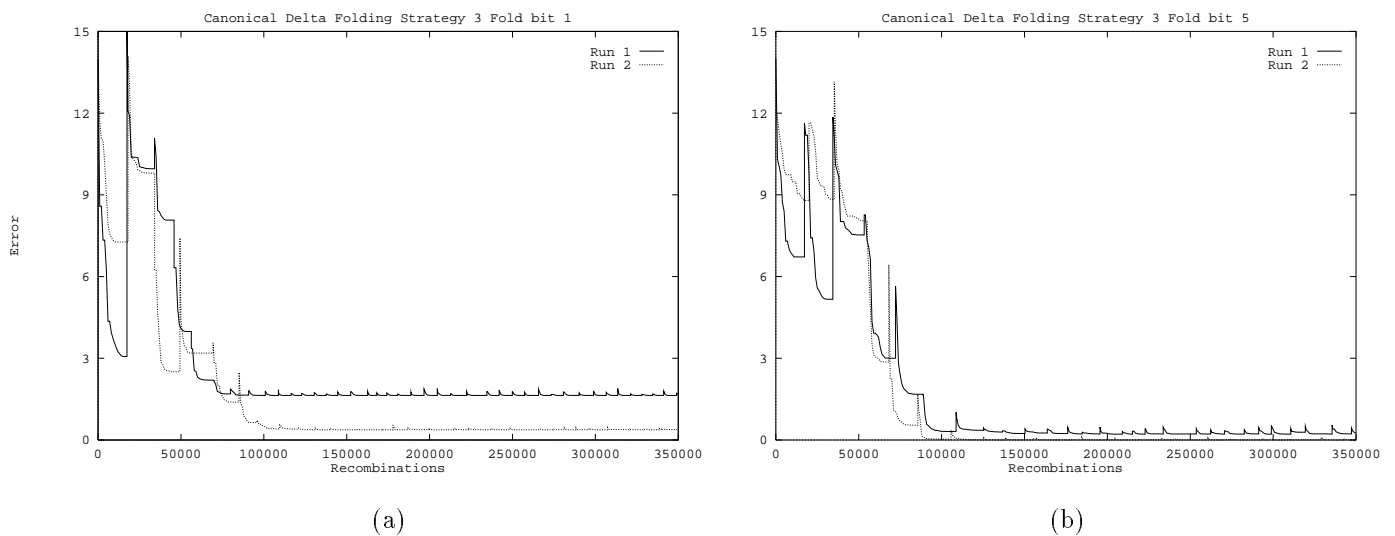 Canonical Delta Folding Strategy 3 Fold bit 1
15
12
9
6
3
0
Error
Run 1
Run 2
0 50000 100000 150000 200000 250000 300000 350000
Recombinations
(a)
Canonical Delta Folding Strategy 3 Fold bit 5
15
12
9
6
3
0
Run 1
Run 2
0 50000 100000 150000 200000 250000 300000 350000
Recombinations
(b)